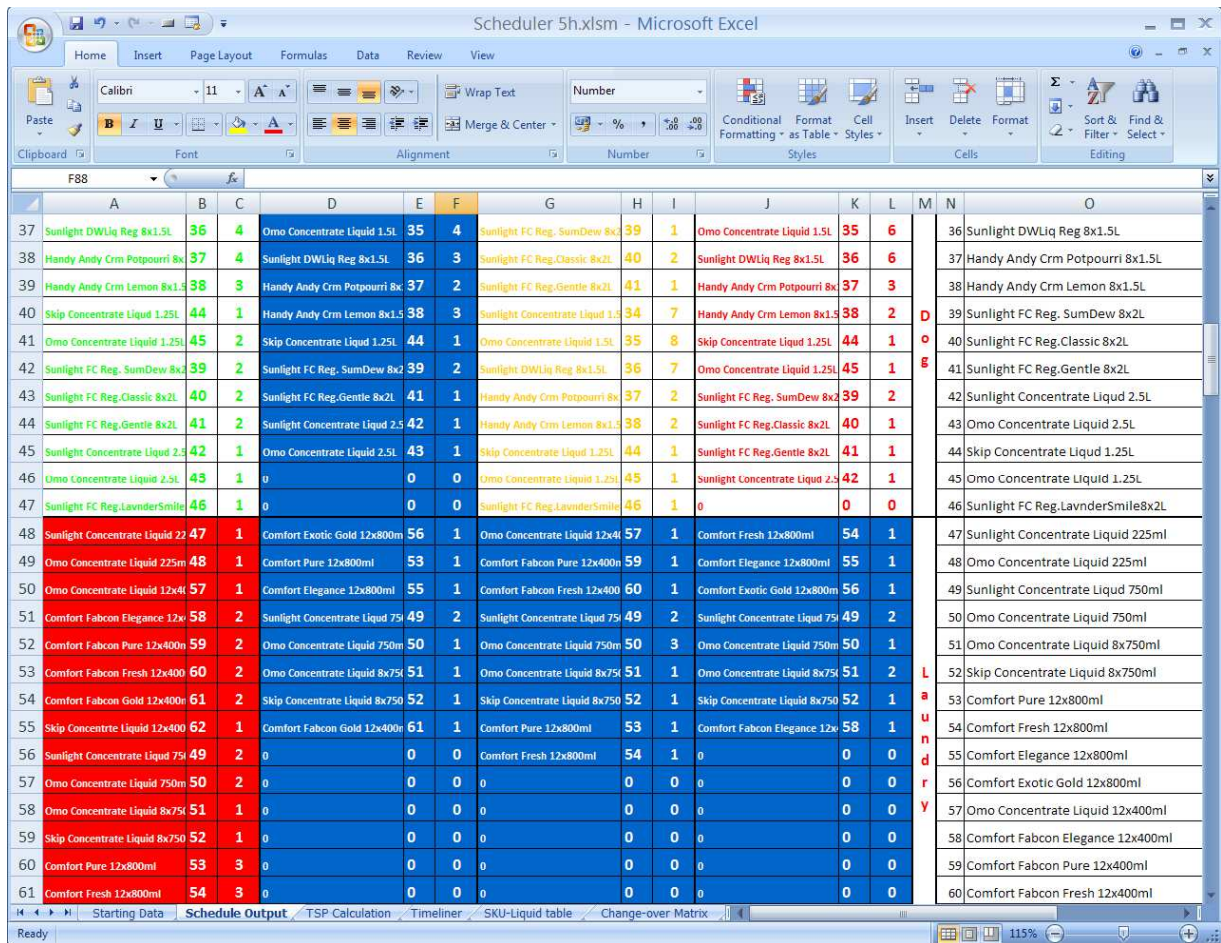 Scheduler 5h.xlsm - Microsoft Excel
Home Insert Page Layout Formulas Data Review View
Calibri 11 A A Wrap Text Number
Paste B I U A Merge & Center % , .00 .00 Conditional Formatting Format as Table Cell Styles Insert Delete Format Σ Sort & Filter Find & Select
Clipboard Font Alignment Number Styles Cells Editing
F88 fx
A B C D E F G H I J K L M N O
37 Sunlight DWLiq Reg 8x1.5L 36 4 Omo Concentrate Liquid 1.5L 35 4 Sunlight FC Reg. SumDew 8x2 39 1 Omo Concentrate Liquid 1.5L 35 6 36 Sunlight DWLiq Reg 8x1.5L
38 Handy Andy Crm Potpourri 8x 37 4 Sunlight DWLiq Reg 8x1.5L 36 3 Sunlight FC Reg.Classic 8x2L 40 2 Sunlight DWLiq Reg 8x1.5L 36 6 37 Handy Andy Crm Potpourri 8x1.5L
39 Handy Andy Crm Lemon 8x1.5 38 3 Handy Andy Crm Potpourri 8x 37 2 Sunlight FC Reg.Gentle 8x2L 41 1 Handy Andy Crm Potpourri 8x 37 3 38 Handy Andy Crm Lemon 8x1.5L
40 Skip Concentrate Liqud 1.25L 44 1 Handy Andy Crm Lemon 8x1.5 38 3 Sunlight Concentrate Liqud 1.5 34 7 Handy Andy Crm Lemon 8x1.5 38 2 D 39 Sunlight FC Reg. SumDew 8x2L
41 Omo Concentrate Liquid 1.25L 45 2 Skip Concentrate Liqud 1.25L 44 1 Omo Concentrate Liquid 1.5L 35 8 Skip Concentrate Liqud 1.25L 44 1 o 40 Sunlight FC Reg.Classic 8x2L
42 Sunlight FC Reg. SumDew 8x2 39 2 Sunlight FC Reg. SumDew 8x2 39 2 Sunlight DWLiq Reg 8x1.5L 36 7 Omo Concentrate Liquid 1.25L 45 1 g 41 Sunlight FC Reg.Gentle 8x2L
43 Sunlight FC Reg.Classic 8x2L 40 2 Sunlight FC Reg.Gentle 8x2L 41 1 Handy Andy Crm Potpourri 8x 37 2 Sunlight FC Reg. SumDew 8x2 39 2 42 Sunlight Concentrate Liqud 2.5L
44 Sunlight FC Reg.Gentle 8x2L 41 2 Sunlight Concentrate Liqud 2.5 42 1 Handy Andy Crm Lemon 8x1.5 38 2 Sunlight FC Reg.Classic 8x2L 40 1 43 Omo Concentrate Liquid 2.5L
45 Sunlight Concentrate Liqud 2.5 42 1 Omo Concentrate Liquid 2.5L 43 1 Skip Concentrate Liqud 1.25L 44 1 Sunlight FC Reg.Gentle 8x2L 41 1 44 Skip Concentrate Liqud 1.25L
46 Omo Concentrate Liquid 2.5L 43 1 0 0 0 Omo Concentrate Liquid 1.25L 45 1 Sunlight Concentrate Liqud 2.5 42 1 45 Omo Concentrate Liquid 1.25L
47 Sunlight FC Reg.LavnderSmile 46 1 0 0 0 Sunlight FC Reg.LavnderSmile 46 1 0 0 0 46 Sunlight FC Reg.LavnderSmile8x2L
48 Sunlight Concentrate Liquid 22 47 1 Comfort Exotic Gold 12x800m 56 1 Omo Concentrate Liquid 12x40 57 1 Comfort Fresh 12x800ml 54 1 47 Sunlight Concentrate Liquid 225ml
49 Omo Concentrate Liquid 225m 48 1 Comfort Pure 12x800ml 53 1 Comfort Fabcon Pure 12x400m 59 1 Comfort Elegance 12x800ml 55 1 48 Omo Concentrate Liquid 225ml
50 Omo Concentrate Liquid 12x40 57 1 Comfort Elegance 12x800ml 55 1 Comfort Fabcon Fresh 12x400 60 1 Comfort Exotic Gold 12x800m 56 1 49 Sunlight Concentrate Liqud 750ml
51 Comfort Fabcon Elegance 12x 58 2 Sunlight Concentrate Liqud 75 49 2 Sunlight Concentrate Liqud 75 49 2 Sunlight Concentrate Liqud 75 49 2 50 Omo Concentrate Liquid 750ml
52 Comfort Fabcon Pure 12x400m 59 2 Omo Concentrate Liquid 750m 50 1 Omo Concentrate Liquid 750m 50 3 Omo Concentrate Liquid 750m 50 1 51 Omo Concentrate Liquid 8x750ml
53 Comfort Fabcon Fresh 12x400 60 2 Omo Concentrate Liquid 8x750 51 1 Omo Concentrate Liquid 8x750 51 1 Omo Concentrate Liquid 8x750 51 2 L 52 Skip Concentrate Liquid 8x750ml
54 Comfort Fabcon Gold 12x400m 61 2 Skip Concentrate Liquid 8x750 52 1 Skip Concentrate Liquid 8x750 52 1 Skip Concentrate Liquid 8x750 52 1 a 53 Comfort Pure 12x800ml
55 Skip Concentrte Liquid 12x400 62 1 Comfort Fabcon Gold 12x400m 61 1 Comfort Pure 12x800ml 53 1 Comfort Fabcon Elegance 12x 58 1 u 54 Comfort Fresh 12x800ml
56 Sunlight Concentrate Liqud 75 49 2 0 0 0 Comfort Fresh 12x800ml 54 1 0 0 0 n d 55 Comfort Elegance 12x800ml
57 Omo Concentrate Liquid 750m 50 2 0 0 0 0 0 0 0 0 0 r 56 Comfort Exotic Gold 12x800ml
58 Omo Concentrate Liquid 8x750 51 1 0 0 0 0 0 0 0 0 0 y 57 Omo Concentrate Liquid 12x400ml
59 Skip Concentrate Liquid 8x750 52 1 0 0 0 0 0 0 0 0 0 58 Comfort Fabcon Elegance 12x400ml
60 Comfort Pure 12x800ml 53 3 0 0 0 0 0 0 0 0 0 59 Comfort Fabcon Pure 12x400ml
61 Comfort Fresh 12x800ml 54 3 0 0 0 0 0 0 0 0 0 60 Comfort Fabcon Fresh 12x400ml
Starting Data Schedule Output TSP Calculation Timeliner SKU-Liquid table Change-over Matrix
Ready 115%